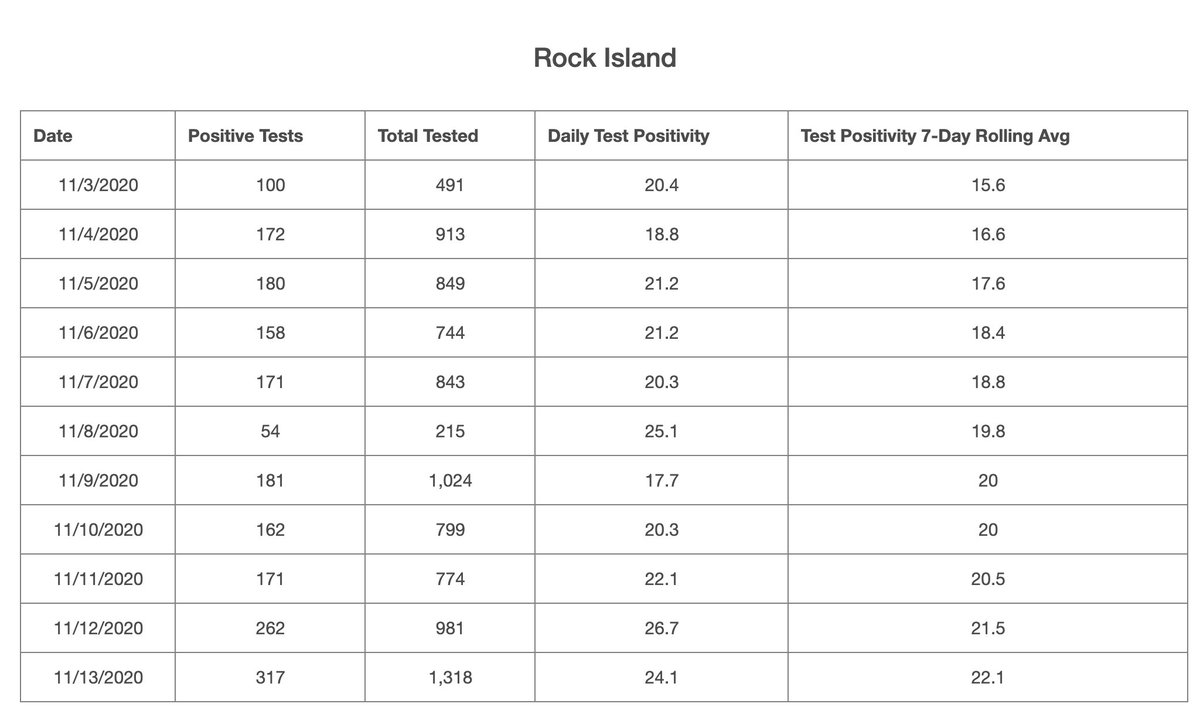 Rock Island
Date Positive Tests Total Tested Daily Test Positivity Test Positivity 7-Day Rolling Avg
11/3/2020 100 491 20.4 15.6
11/4/2020 172 913 18.8 16.6
11/5/2020 180 849 21.2 17.6
11/6/2020 158 744 21.2 18.4
11/7/2020 171 843 20.3 18.8
11/8/2020 54 215 25.1 19.8
11/9/2020 181 1,024 17.7 20
11/10/2020 162 799 20.3 20
11/11/2020 171 774 22.1 20.5
11/12/2020 262 981 26.7 21.5
11/13/2020 317 1,318 24.1 22.1